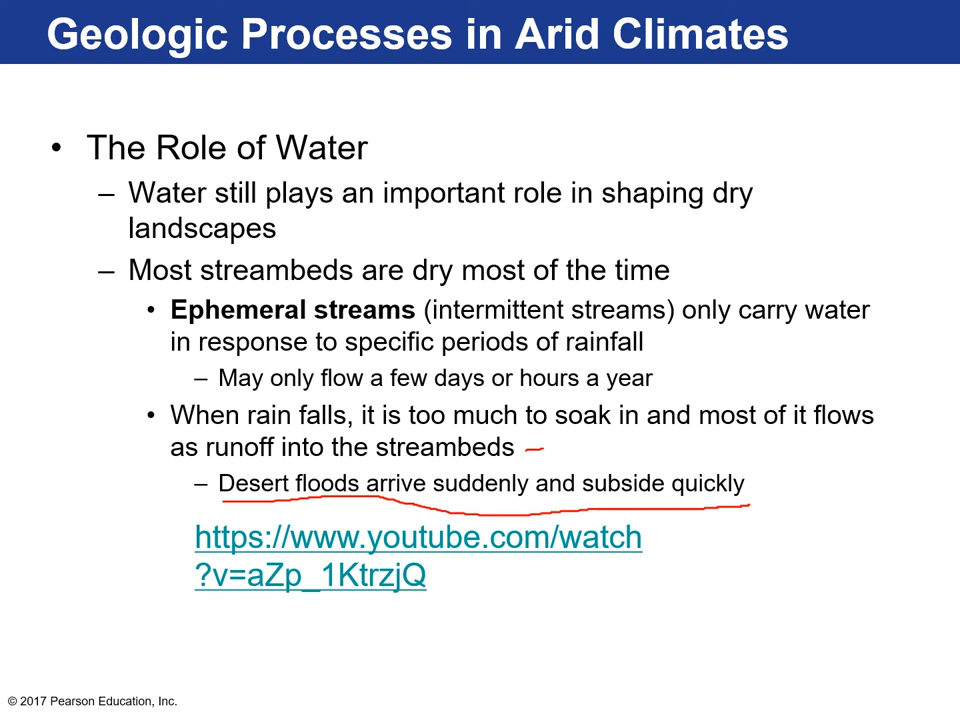 Geologic Processes in Arid Climates
• The Role of Water
– Water still plays an important role in shaping dry
landscapes
– Most streambeds are dry most of the time
• Ephemeral streams (intermittent streams) only carry water
in response to specific periods of rainfall
– May only flow a few days or hours a year
• When rain falls, it is too much to soak in and most of it flows
as runoff into the streambeds
– Desert floods arrive suddenly and subside quickly
https://www.youtube.com/watch
?v=aZp_1KtrzjQ
© 2017 Pearson Education, Inc.